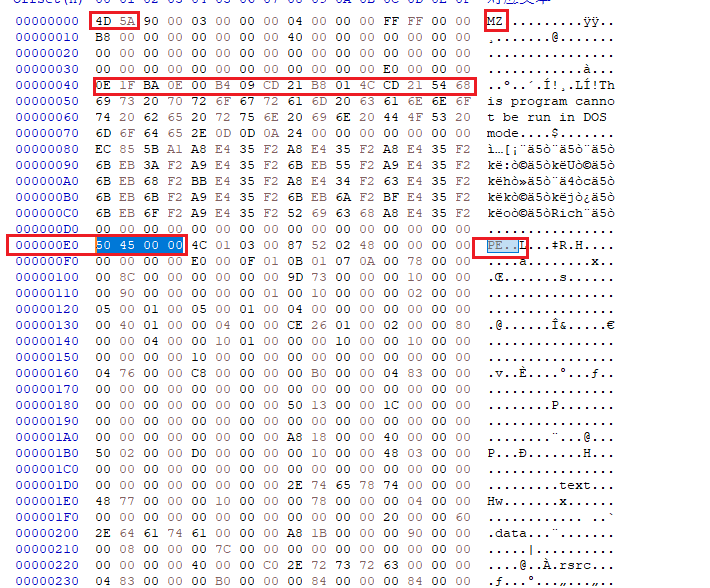 Offset(h) 00 01 02 03 04 05 06 07 08 09 0A 0B 0C 0D 0E 0F 对应文本
00000000 4D 5A 90 00 03 00 00 00 04 00 00 00 FF FF 00 00 MZ..........ÿÿ..
00000010 B8 00 00 00 00 00 00 00 40 00 00 00 00 00 00 00 ¸.......@.......
00000020 00 00 00 00 00 00 00 00 00 00 00 00 00 00 00 00 ................
00000030 00 00 00 00 00 00 00 00 00 00 00 00 E0 00 00 00 ............à...
00000040 0E 1F BA 0E 00 B4 09 CD 21 B8 01 4C CD 21 54 68 ..º..´.Í!¸.LÍ!Th
00000050 69 73 20 70 72 6F 67 72 61 6D 20 63 61 6E 6E 6F is program canno
00000060 74 20 62 65 20 72 75 6E 20 69 6E 20 44 4F 53 20 t be run in DOS
00000070 6D 6F 64 65 2E 0D 0D 0A 24 00 00 00 00 00 00 00 mode....$.......
00000080 EC 85 5B A1 A8 E4 35 F2 A8 E4 35 F2 A8 E4 35 F2 ì…[¡¨ä5ò¨ä5ò¨ä5ò
00000090 6B EB 3A F2 A9 E4 35 F2 6B EB 55 F2 A9 E4 35 F2 kë:ò©ä5òkëUò©ä5ò
000000A0 6B EB 68 F2 BB E4 35 F2 A8 E4 34 F2 63 E4 35 F2 këhò»ä5ò¨ä4òcä5ò
000000B0 6B EB 6B F2 A9 E4 35 F2 6B EB 6A F2 BF E4 35 F2 këkò©ä5òkëjò¿ä5ò
000000C0 6B EB 6F F2 A9 E4 35 F2 52 69 63 68 A8 E4 35 F2 këoò©ä5òRich¨ä5ò
000000D0 00 00 00 00 00 00 00 00 00 00 00 00 00 00 00 00 ................
000000E0 50 45 00 00 4C 01 03 00 87 52 02 48 00 00 00 00 PE..L...‡R.H....
000000F0 00 00 00 00 E0 00 0F 01 0B 01 07 0A 00 78 00 00 ....à........x..
00000100 00 8C 00 00 00 00 00 00 9D 73 00 00 00 10 00 00 .Œ.......s......
00000110 00 90 00 00 00 00 00 01 00 10 00 00 00 02 00 00 ................
00000120 05 00 01 00 05 00 01 00 04 00 00 00 00 00 00 00 ................
00000130 00 40 01 00 00 04 00 00 CE 26 01 00 02 00 00 80 .@......Î&.....€
00000140 00 00 04 00 00 10 01 00 00 00 10 00 00 10 00 00 ................
00000150 00 00 00 00 10 00 00 00 00 00 00 00 00 00 00 00 ................
00000160 04 76 00 00 C8 00 00 00 00 B0 00 00 04 83 00 00 .v..È....°...ƒ..
00000170 00 00 00 00 00 00 00 00 00 00 00 00 00 00 00 00 ................
00000180 00 00 00 00 00 00 00 00 50 13 00 00 1C 00 00 00 ........P.......
00000190 00 00 00 00 00 00 00 00 00 00 00 00 00 00 00 00 ................
000001A0 00 00 00 00 00 00 00 00 A8 18 00 00 40 00 00 00 ........¨...@...
000001B0 50 02 00 00 D0 00 00 00 00 10 00 00 48 03 00 00 P...Ð.......H...
000001C0 00 00 00 00 00 00 00 00 00 00 00 00 00 00 00 00 ................
000001D0 00 00 00 00 00 00 00 00 2E 74 65 78 74 00 00 00 .........text...
000001E0 48 77 00 00 00 10 00 00 00 78 00 00 00 04 00 00 Hw.......x......
000001F0 00 00 00 00 00 00 00 00 00 00 00 00 20 00 00 60 ............ ..`
00000200 2E 64 61 74 61 00 00 00 A8 1B 00 00 00 90 00 00 .data...¨.......
00000210 00 08 00 00 00 7C 00 00 00 00 00 00 00 00 00 00 .....|..........
00000220 00 00 00 00 40 00 00 C0 2E 72 73 72 63 00 00 00 ....@..À.rsrc...
00000230 04 83 00 00 00 B0 00 00 00 84 00 00 00 84 00 00 .ƒ...°...„...„..